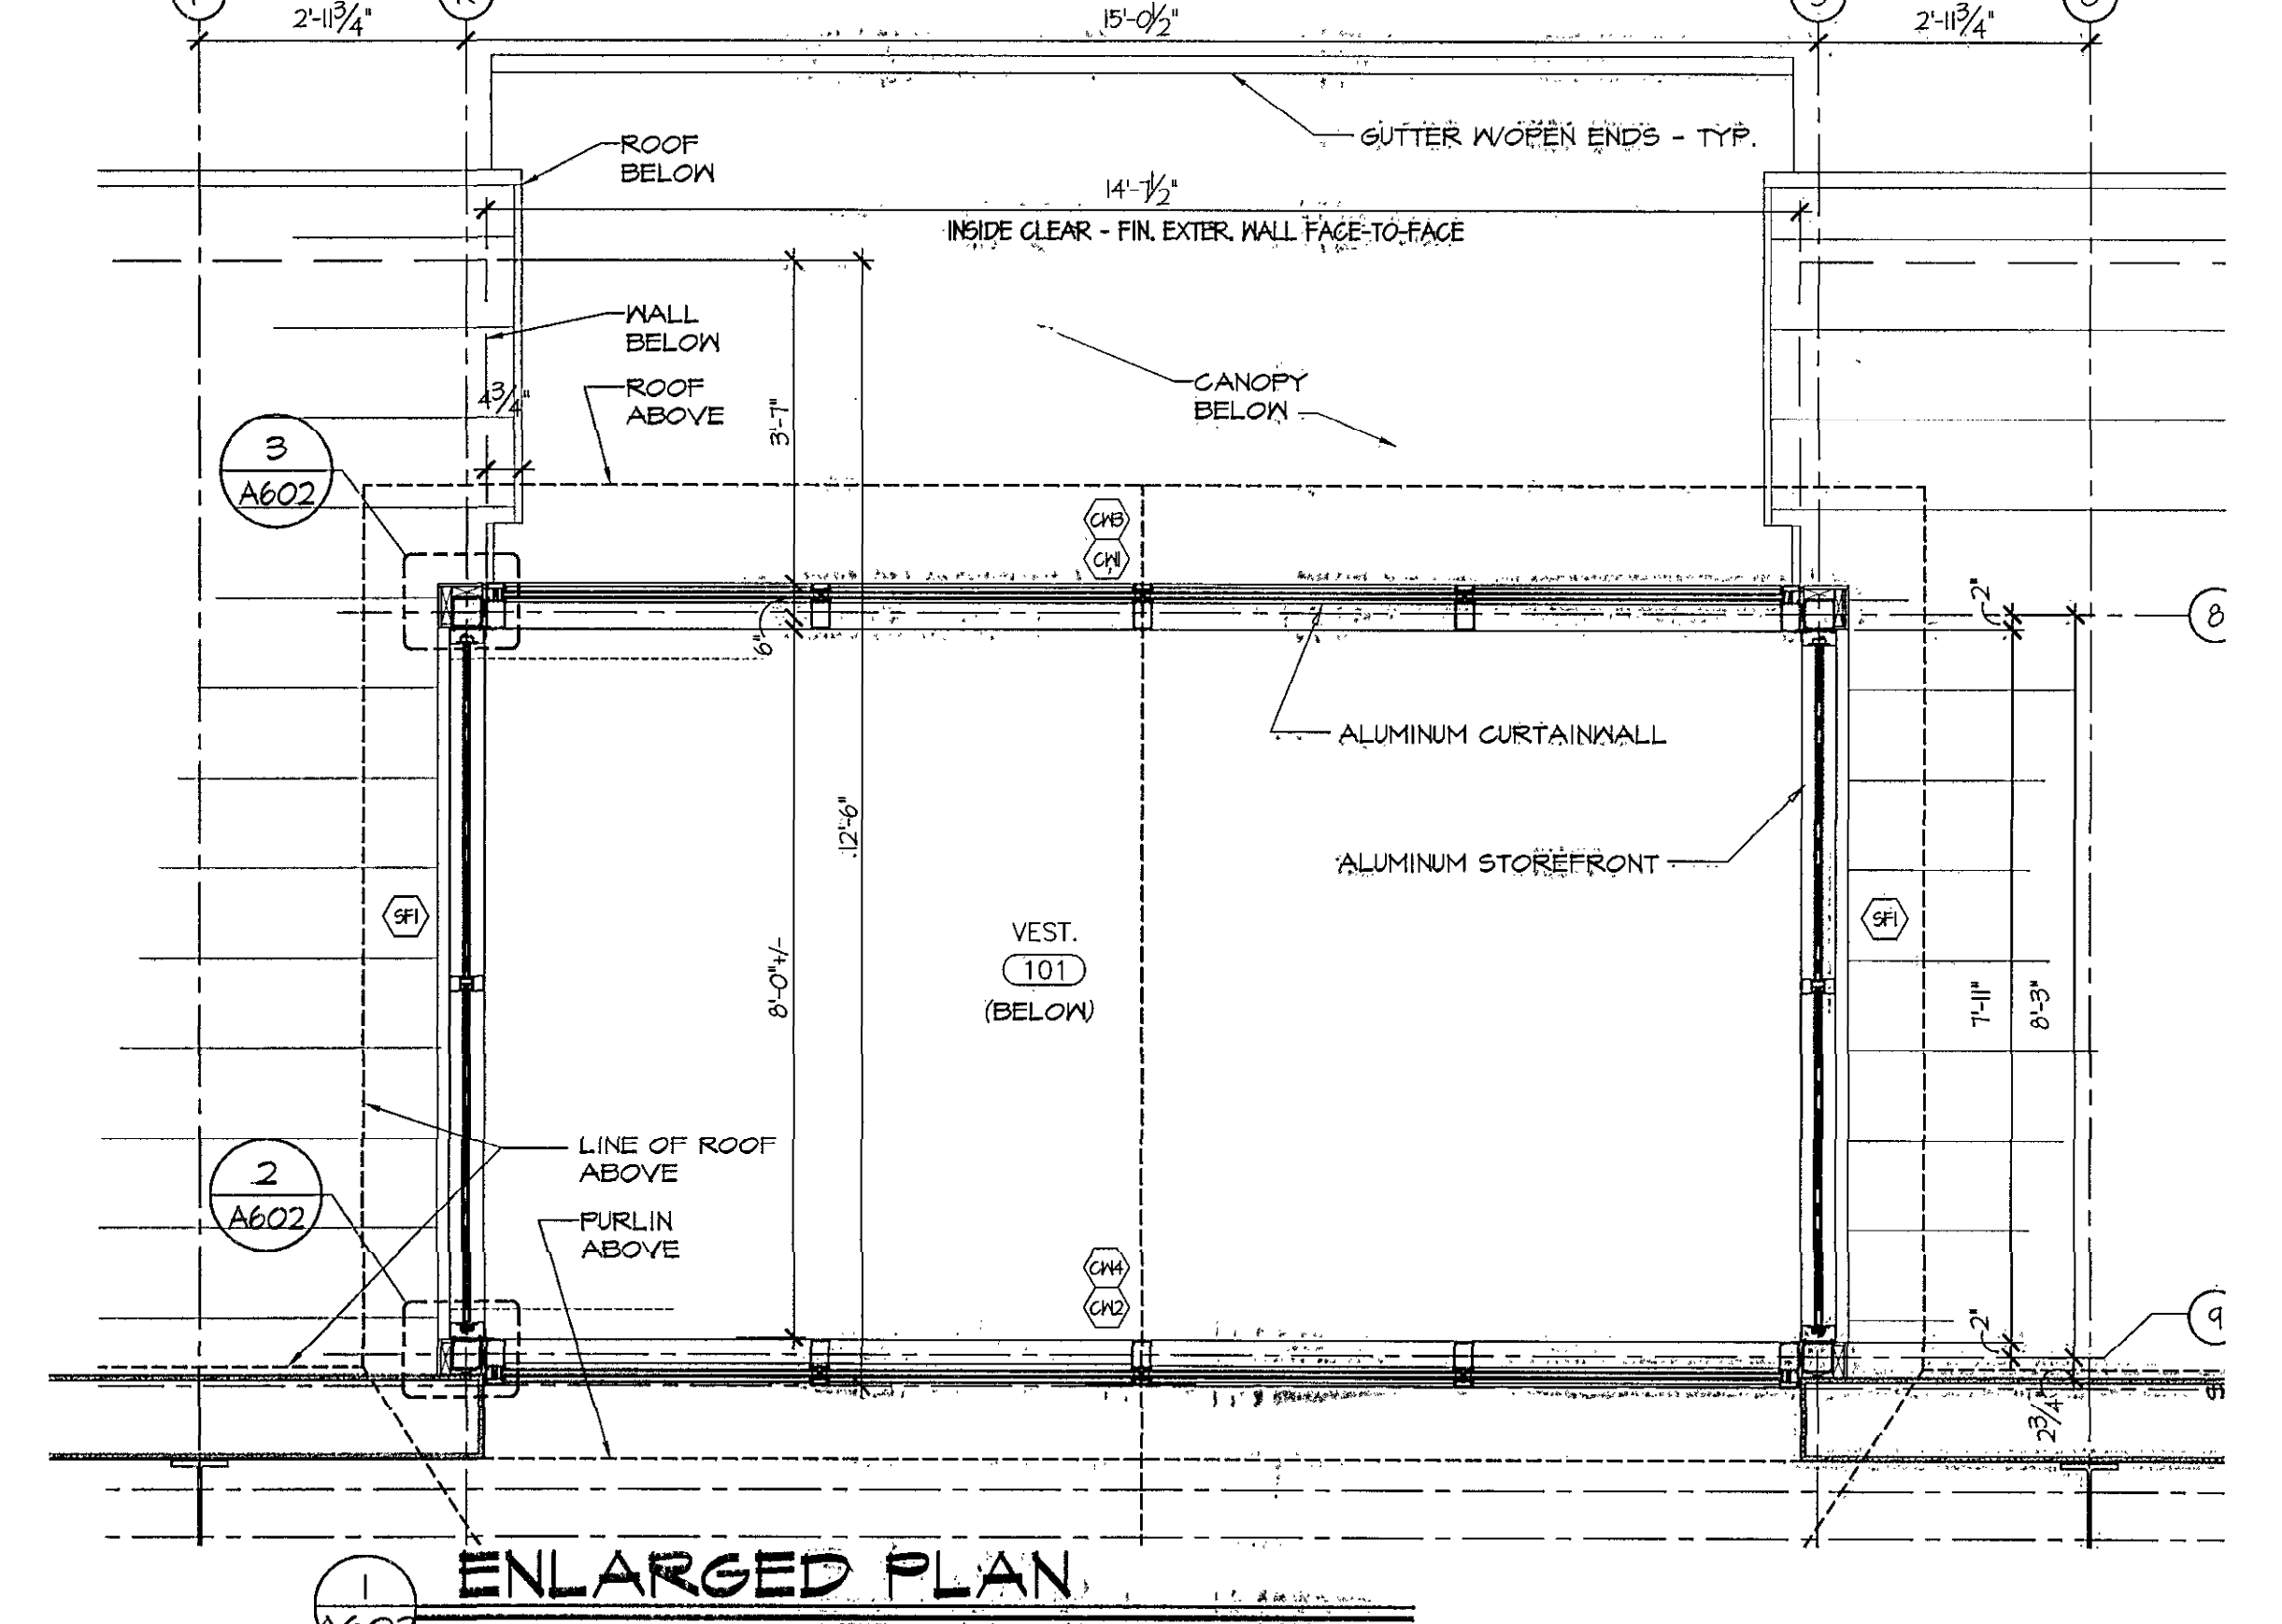 2'-11 3/4"
15'-0 1/2"
2'-11 3/4"
ROOF
BELOW
GUTTER W/OPEN ENDS - TYP.
14'-7 1/2"
INSIDE CLEAR - FIN. EXTER. WALL FACE-TO-FACE
WALL
BELOW
ROOF
ABOVE
4 3/4"
3'-7"
CANOPY
BELOW
3
A602
CW3
CW1
6"
2"
8
ALUMINUM CURTAINWALL
12'-6"
ALUMINUM STOREFRONT
SF1
SF1
VEST.
101
(BELOW)
8'-0"+/-
7'-11"
8'-3"
LINE OF ROOF
ABOVE
2
A602
PURLIN
ABOVE
CW4
CW2
2"
9
2 3/4"
ENLARGED PLAN
1